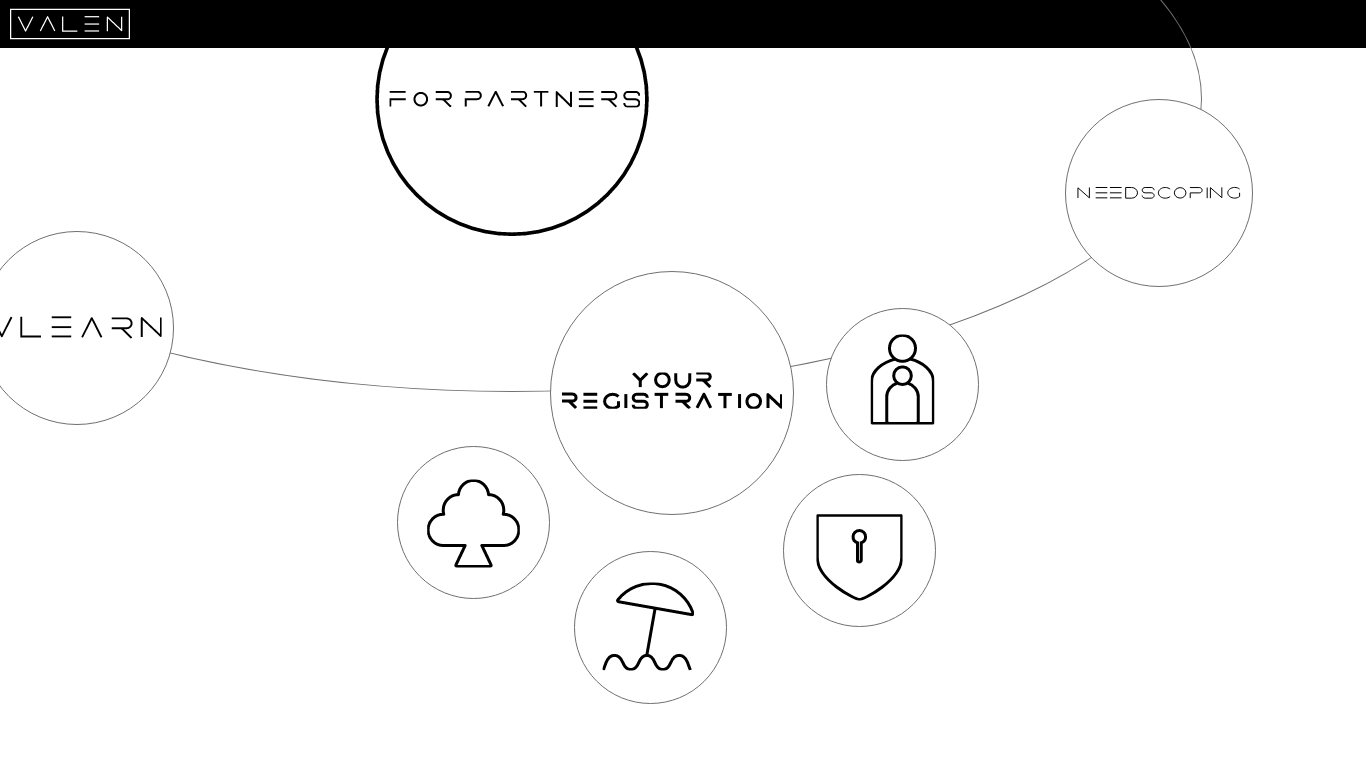 VALEN
FOR PARTNERS
NEEDSCOPING
VLEARN
YOUR
REGISTRATION